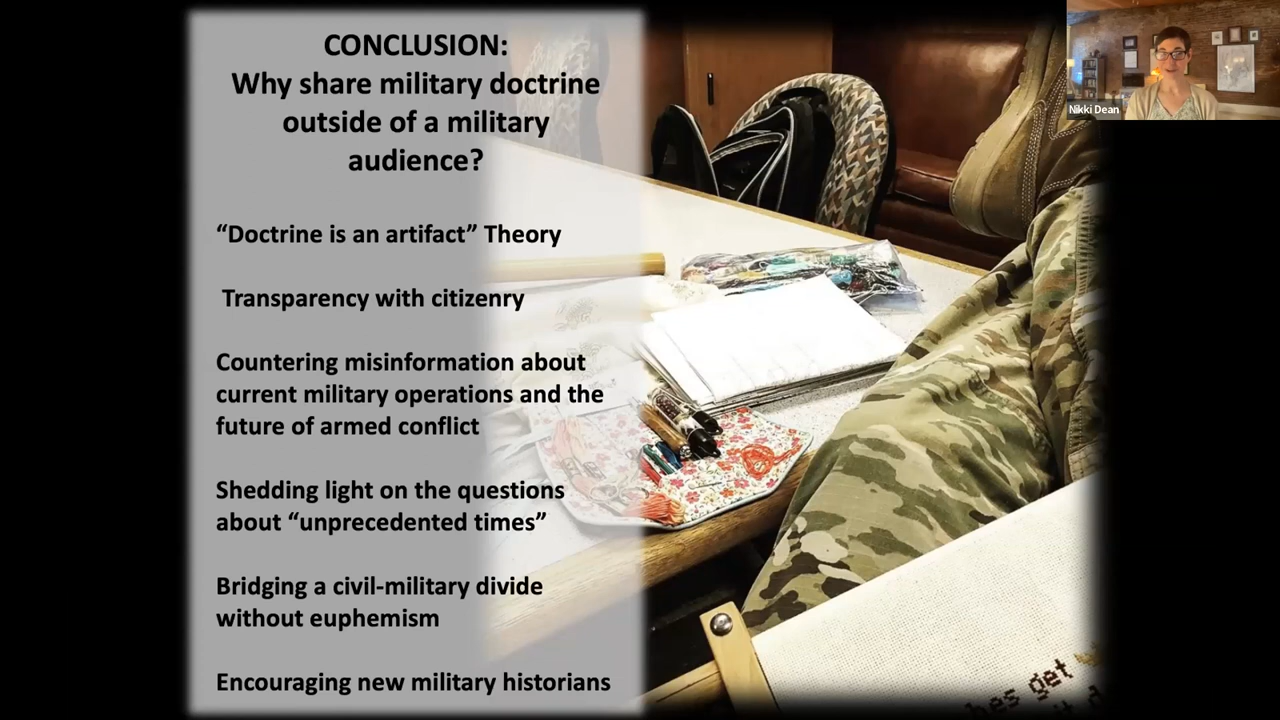 CONCLUSION:
Why share military doctrine
outside of a military
audience?
“Doctrine is an artifact” Theory
Transparency with citizenry
Countering misinformation about
current military operations and the
future of armed conflict
Shedding light on the questions
about “unprecedented times”
Bridging a civil-military divide
without euphemism
Encouraging new military historians
Nikki Dean
get